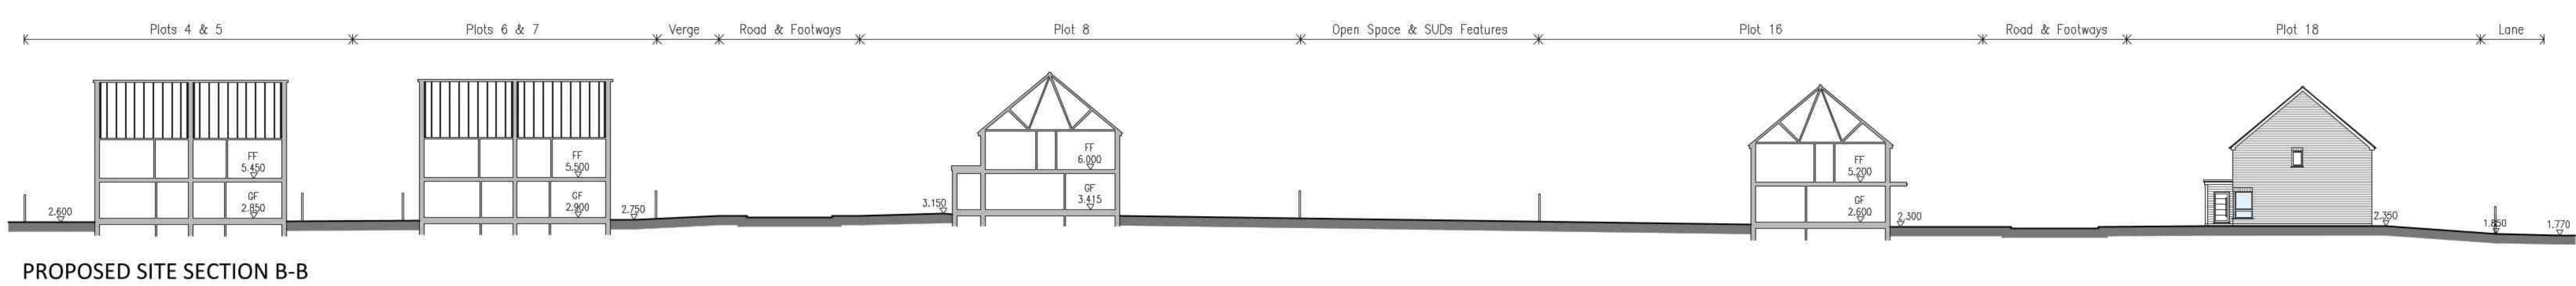 Plots 4 & 5
Plots 6 & 7
Verge
Road & Footways
Plot 8
Open Space & SUDs Features
Plot 16
Road & Footways
Plot 18
Lane
2.600
FF
5.450
GF
2.850
FF
5.500
GF
2.900
2.750
3.150
FF
6.000
GF
3.415
FF
5.200
GF
2.600
2.300
2.350
1.850
1.770
PROPOSED SITE SECTION B-B